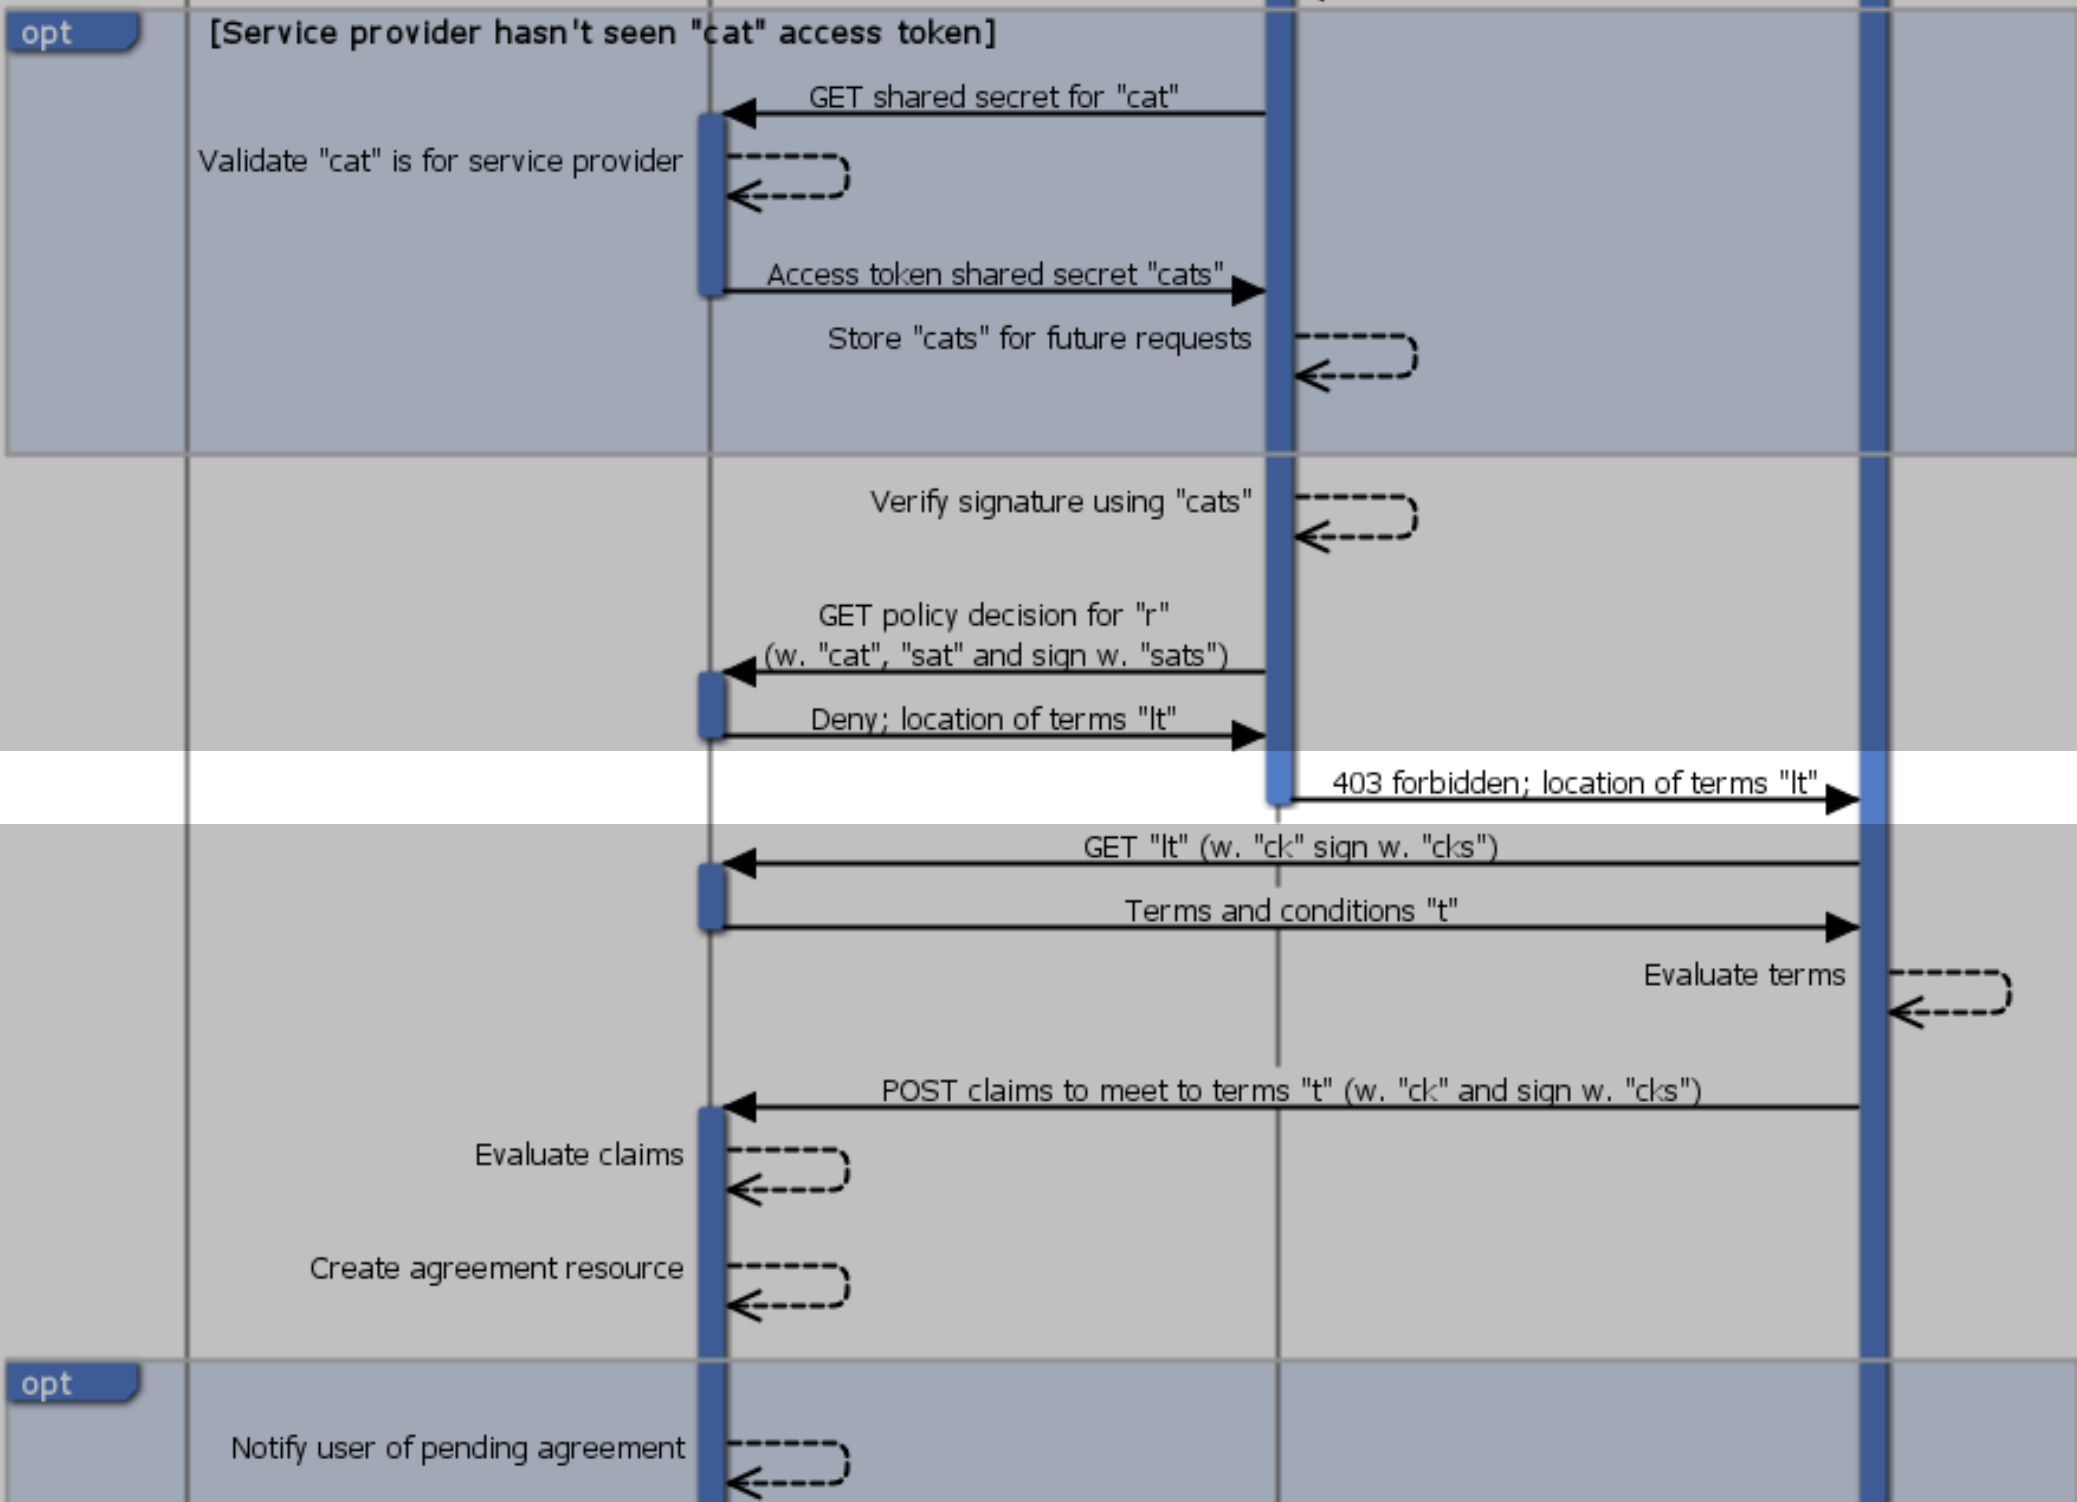 opt
[Service provider hasn't seen "cat" access token]
GET shared secret for "cat"
Validate "cat" is for service provider
Access token shared secret "cats"
Store "cats" for future requests
Verify signature using "cats"
GET policy decision for "r"
(w. "cat", "sat" and sign w. "sats")
Deny; location of terms "lt"
403 forbidden; location of terms "lt"
GET "lt" (w. "ck" sign w. "cks")
Terms and conditions "t"
Evaluate terms
POST claims to meet to terms "t" (w. "ck" and sign w. "cks")
Evaluate claims
Create agreement resource
opt
Notify user of pending agreement